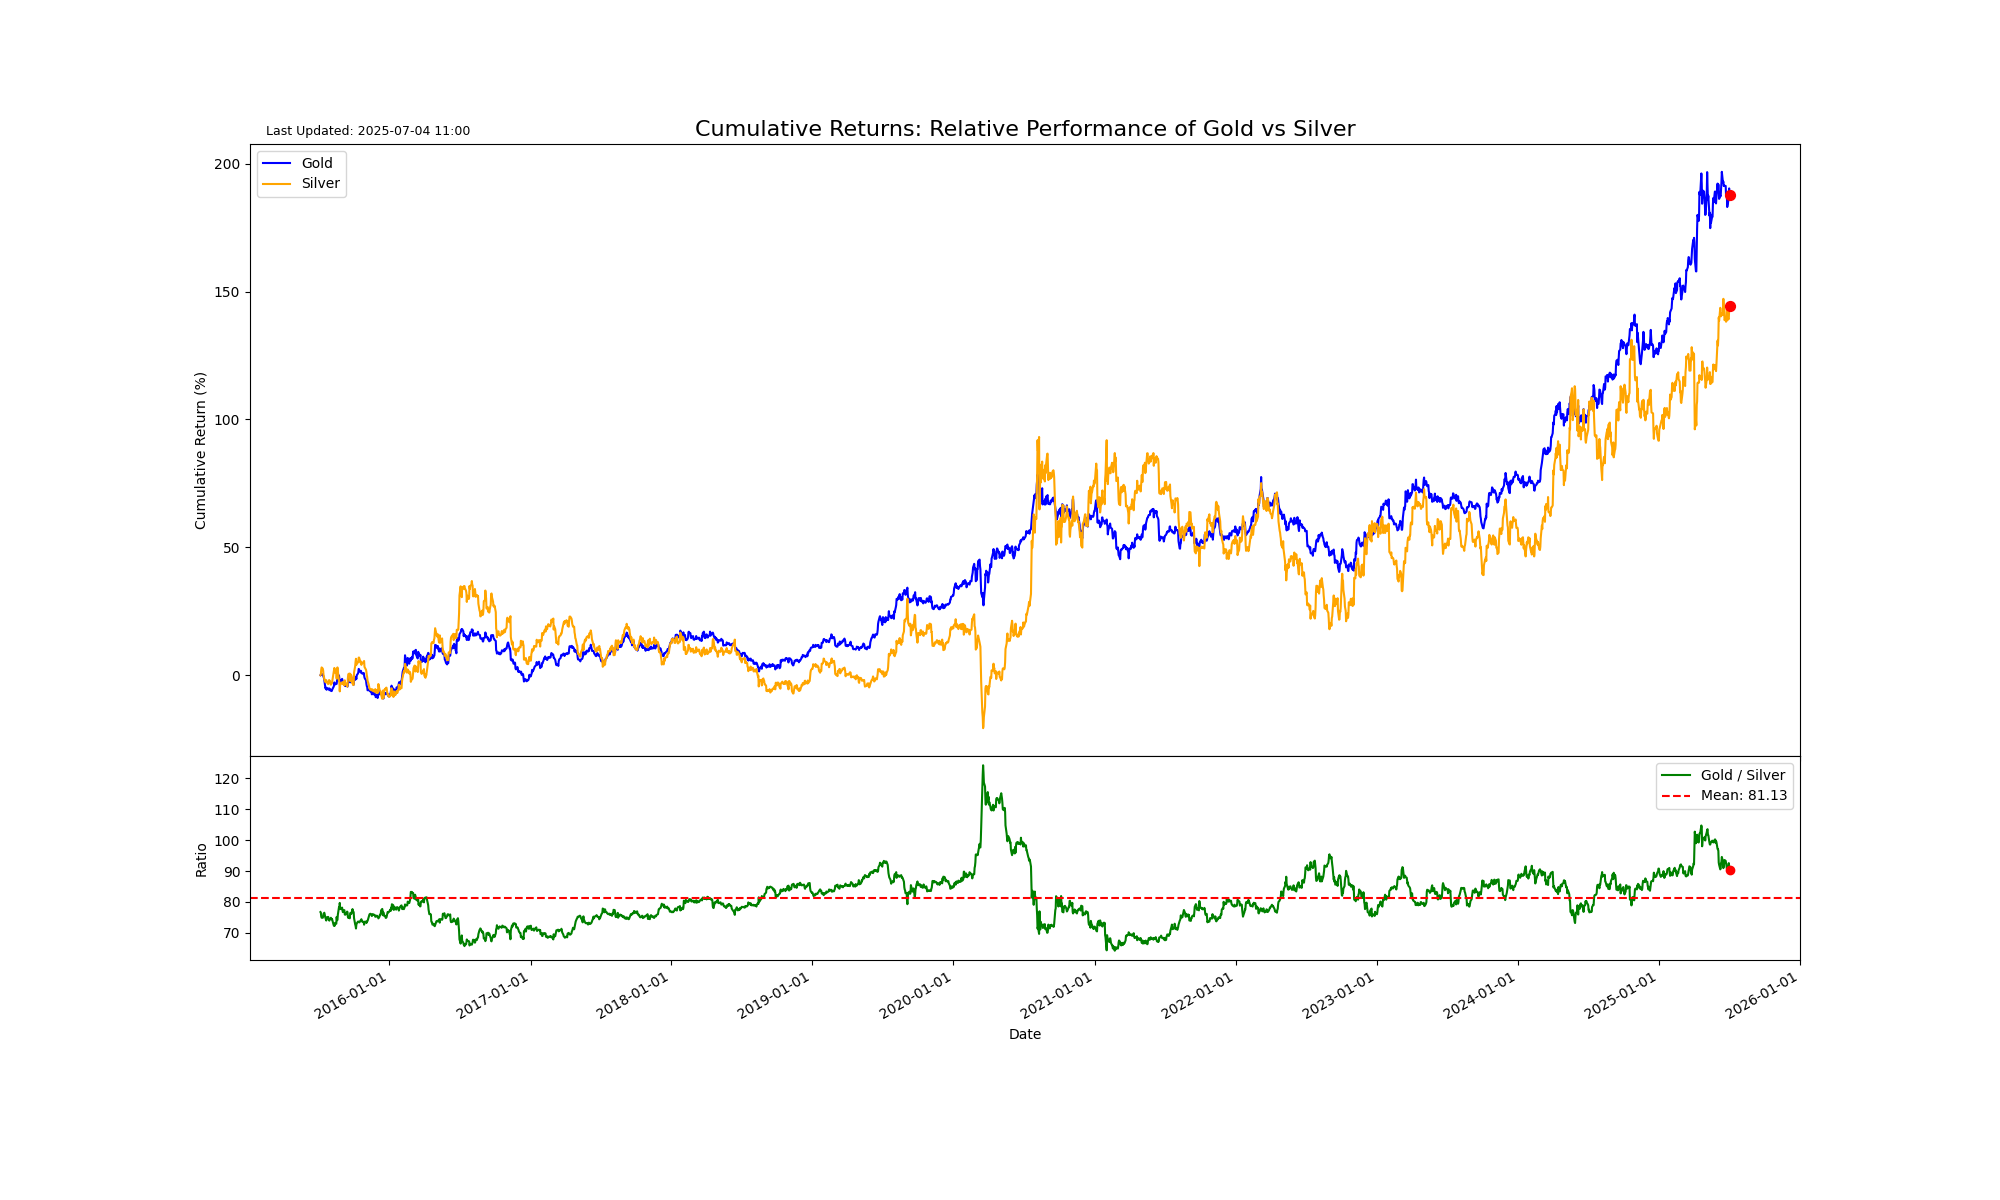 Last Updated: 2025-07-04 11:00
Cumulative Returns: Relative Performance of Gold vs Silver
Gold
Silver
200
150
100
50
0
Cumulative Return (%)
Gold / Silver
Mean: 81.13
120
110
100
90
80
70
Ratio
2016-01-01
2017-01-01
2018-01-01
2019-01-01
2020-01-01
2021-01-01
2022-01-01
2023-01-01
2024-01-01
2025-01-01
2026-01-01
Date